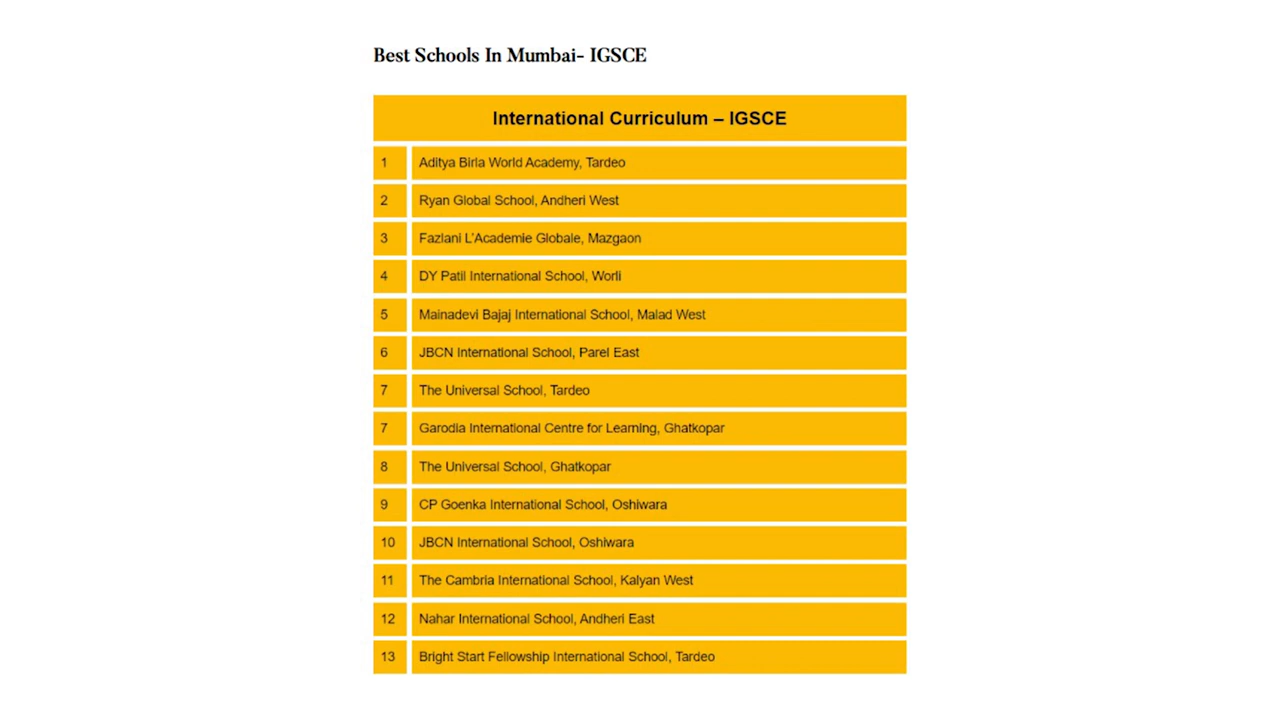 Best Schools In Mumbai- IGSCE
International Curriculum – IGSCE
1 Aditya Birla World Academy, Tardeo
2 Ryan Global School, Andheri West
3 Fazlani L'Academie Globale, Mazgaon
4 DY Patil International School, Worli
5 Mainadevi Bajaj International School, Malad West
6 JBCN International School, Parel East
7 The Universal School, Tardeo
7 Garodia International Centre for Learning, Ghatkopar
8 The Universal School, Ghatkopar
9 CP Goenka International School, Oshiwara
10 JBCN International School, Oshiwara
11 The Cambria International School, Kalyan West
12 Nahar International School, Andheri East
13 Bright Start Fellowship International School, Tardeo